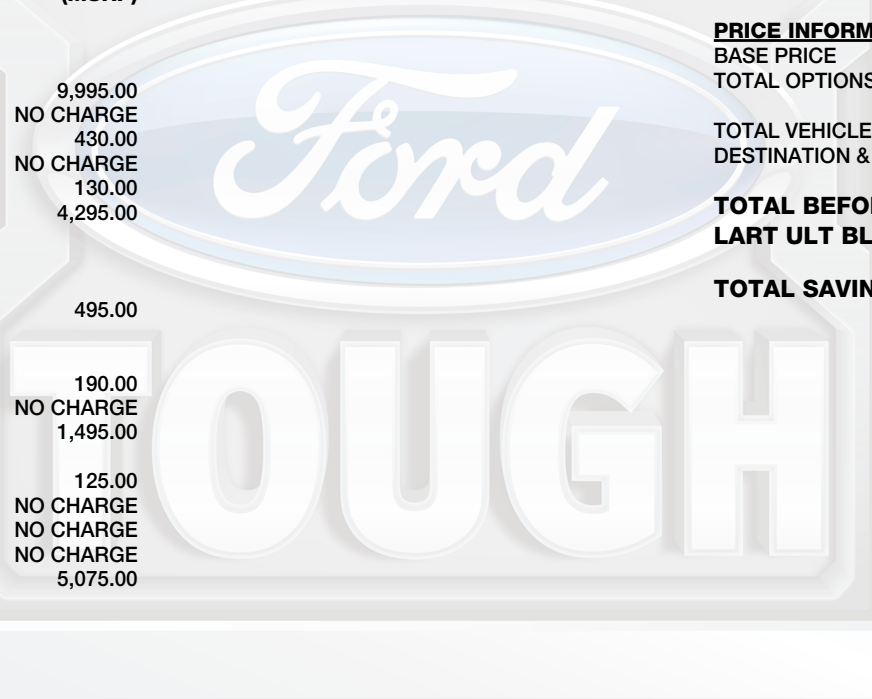 9,995.00
NO CHARGE
430.00
NO CHARGE
130.00
4,295.00
495.00
190.00
NO CHARGE
1,495.00
125.00
NO CHARGE
NO CHARGE
NO CHARGE
5,075.00
PRICE INFORM
BASE PRICE
TOTAL OPTIONS
TOTAL VEHICLE
DESTINATION &
TOTAL BEFO
LART ULT BL
TOTAL SAVIN
Ford
TOUGH